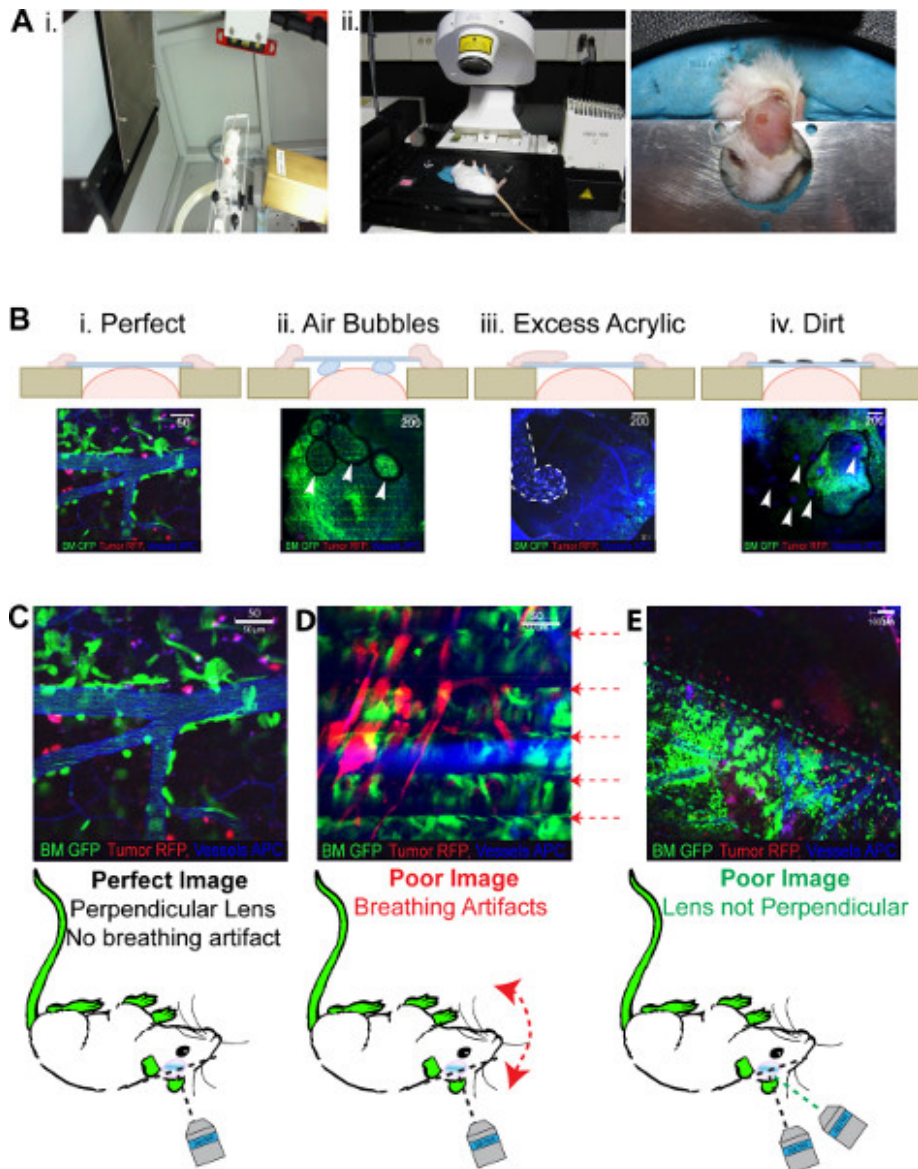 A i. ii.
B i. Perfect ii. Air Bubbles iii. Excess Acrylic iv. Dirt
50 200 200 200
BM GFP Tumor RFP, Vessels APC BM GFP Tumor RFP, Vessels APC BM GFP Tumor RFP, Vessels APC BM GFP Tumor RFP, Vessels APC
C D E
50 50
50µm 100µm
BM GFP Tumor RFP, Vessels APC BM GFP Tumor RFP, Vessels APC BM GFP Tumor RFP, Vessels APC
Perfect Image Poor Image Poor Image
Perpendicular Lens Breathing Artifacts Lens not Perpendicular
No breathing artifact